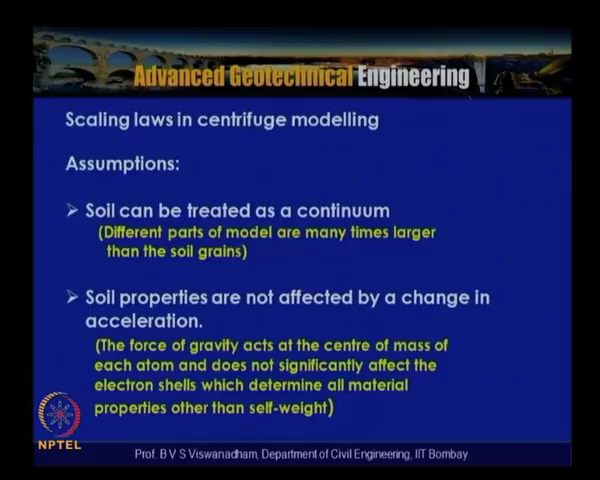 Advanced Geotechnical Engineering
Scaling laws in centrifuge modelling
Assumptions:
➢ Soil can be treated as a continuum
(Different parts of model are many times larger
than the soil grains)
➢ Soil properties are not affected by a change in
acceleration.
(The force of gravity acts at the centre of mass of
each atom and does not significantly affect the
electron shells which determine all material
properties other than self-weight)
NPTEL
Prof. B V S Viswanadham, Department of Civil Engineering, IIT Bombay